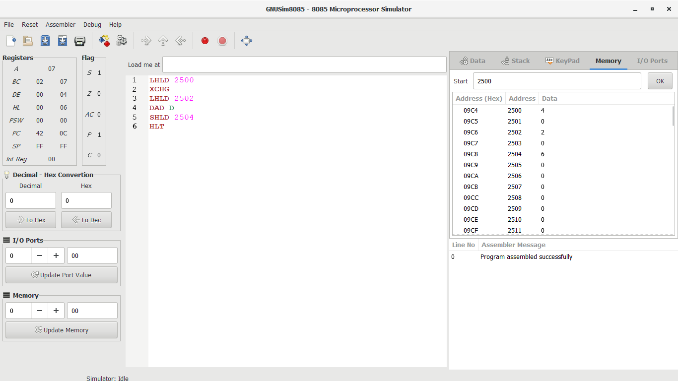 GNUSim8085 - 8085 Microprocessor Simulator
File Reset Assembler Debug Help
Registers
A 07
BC 02 07
DE 00 04
HL 00 06
PSW 00 00
PC 42 0C
SP FF FF
Int Reg 00
Flag
S 1
Z 0
AC 0
P 1
C 0
Decimal - Hex Convertion
Decimal Hex
0 0
To Hex To Dec
I/O Ports
0 − + 00
Update Port Value
Memory
0 − + 00
Update Memory
Load me at
1 LHLD 2500
2 XCHG
3 LHLD 2502
4 DAD D
5 SHLD 2504
6 HLT
Data Stack KeyPad Memory I/O Ports
Start 2500 OK
Address (Hex) Address Data
09C4 2500 4
09C5 2501 0
09C6 2502 2
09C7 2503 0
09C8 2504 6
09C9 2505 0
09CA 2506 0
09CB 2507 0
09CC 2508 0
09CD 2509 0
09CE 2510 0
09CF 2511 0
Line No Assembler Message
0 Program assembled successfully
Simulator: Idle